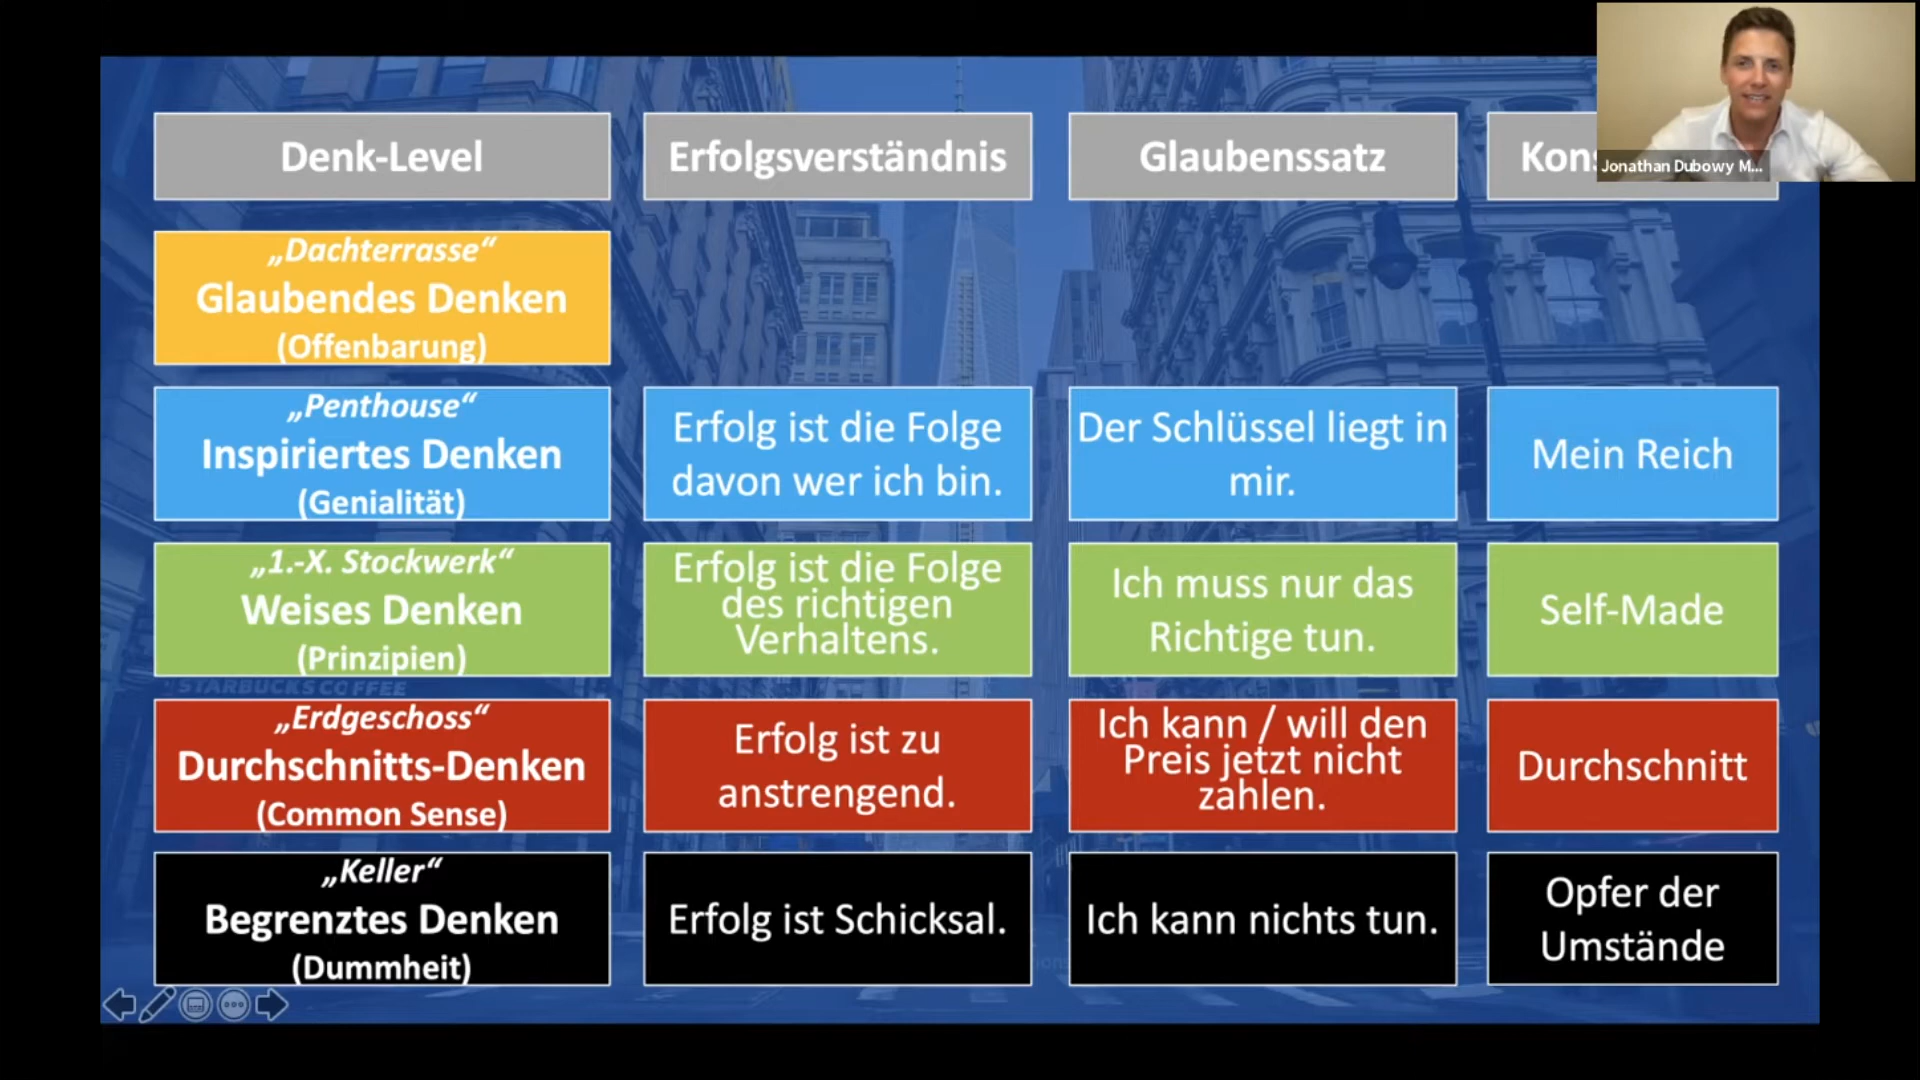 Denk-Level
Erfolgsverständnis
Glaubenssatz
Kons
Jonathan Dubowy M...
„Dachterrasse“
Glaubendes Denken
(Offenbarung)
„Penthouse“
Inspiriertes Denken
(Genialität)
Erfolg ist die Folge
davon wer ich bin.
Der Schlüssel liegt in
mir.
Mein Reich
„1.-X. Stockwerk“
Weises Denken
(Prinzipien)
Erfolg ist die Folge
des richtigen
Verhaltens.
Ich muss nur das
Richtige tun.
Self-Made
STARBUCKS COFFEE
„Erdgeschoss“
Durchschnitts-Denken
(Common Sense)
Erfolg ist zu
anstrengend.
Ich kann / will den
Preis jetzt nicht
zahlen.
Durchschnitt
„Keller“
Begrenztes Denken
(Dummheit)
Erfolg ist Schicksal.
Ich kann nichts tun.
Opfer der
Umstände